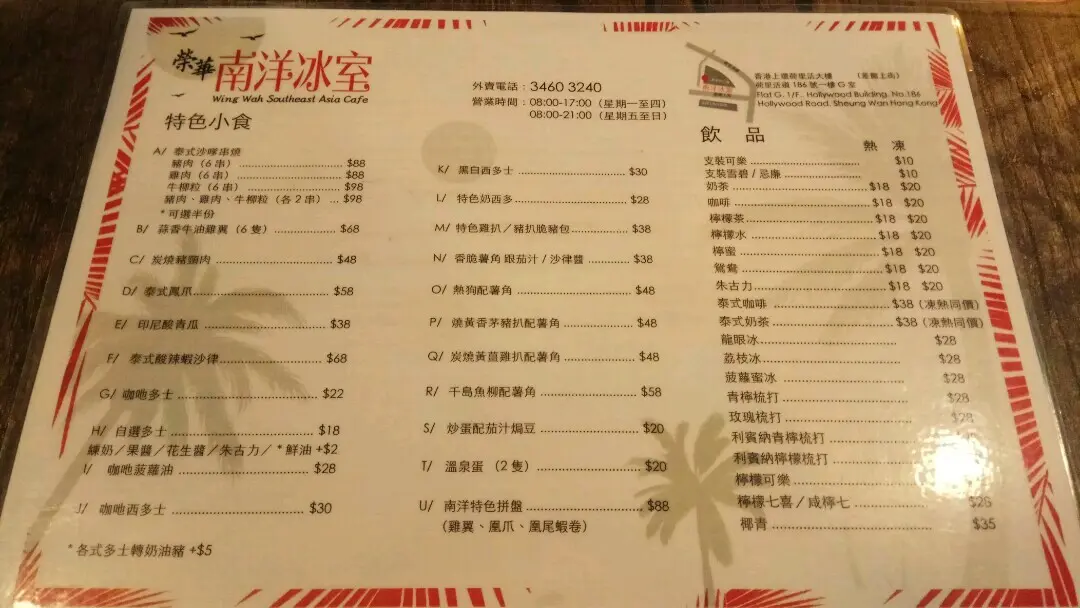 榮華 南洋冰室
Wing Wah Southeast Asia Cafe
外賣電話：3460 3240
營業時間：08:00-17:00（星期一至四）
08:00-21:00（星期五至日）
南洋冰室
香港上環荷里活大樓
荷里活道 186 號一樓 G 室
Flat G. 1/F., Hollywood Building, No.186
Hollywood Road, Sheung Wan Hong Kong
特色小食
A/ 泰式沙嗲串燒
豬肉（6 串） $88
雞肉（6 串） $88
牛柳粒（6 串） $98
豬肉、雞肉、牛柳粒（各 2 串） $98
*可選半份
B/ 蒜香牛油雞翼（6 隻） $68
C/ 炭燒豬頸肉 $48
D/ 泰式鳳爪 $58
E/ 印尼酸青瓜 $38
F/ 泰式酸辣蝦沙律 $68
G/ 咖吔多士 $22
H/ 自選多士 $18
煉奶／果醬／花生醬／朱古力／ *鮮油 +$2
I/ 咖吔菠蘿油 $28
J/ 咖吔西多士 $30
*各式多士轉奶油豬 +$5
K/ 黑白西多士 $30
L/ 特色奶西多 $28
M/ 特色雞扒／豬扒脆豬包 $38
N/ 香脆薯角 跟茄汁／沙律醬 $38
O/ 熱狗配薯角 $48
P/ 燒黃香茅豬扒配薯角 $48
Q/ 炭燒黃薑雞扒配薯角 $48
R/ 千島魚柳配薯角 $58
S/ 炒蛋配茄汁焗豆 $20
T/ 溫泉蛋 （2 隻） $20
U/ 南洋特色拼盤 $88
（雞翼、鳳爪、鳳尾蝦卷）
飲 品
熱 凍
支裝可樂 $10
支裝雪碧 / 忌廉 $10
奶茶 $18 $20
咖啡 $18 $20
檸檬茶 $18 $20
檸檬水 $18 $20
檸蜜 $18 $20
鴛鴦 $18 $20
朱古力 $18 $20
泰式咖啡 $38（凍熱同價）
泰式奶茶 $38（凍熱同價）
龍眼冰 $28
荔枝冰 $28
菠蘿蜜冰 $28
青檸梳打 $28
玫瑰梳打 $28
利賓納青檸梳打
利賓納檸檬梳打
檸檬可樂
檸檬七喜 / 咸檸七 $28
椰青 $35